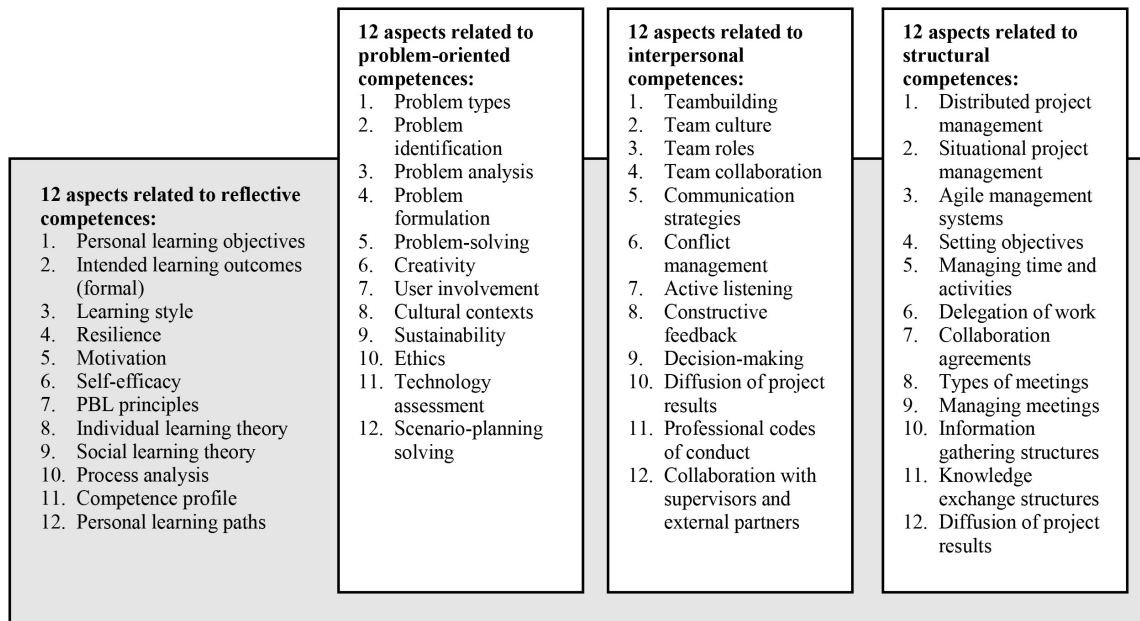 12 aspects related to reflective
competences:
1. Personal learning objectives
2. Intended learning outcomes
(formal)
3. Learning style
4. Resilience
5. Motivation
6. Self-efficacy
7. PBL principles
8. Individual learning theory
9. Social learning theory
10. Process analysis
11. Competence profile
12. Personal learning paths
12 aspects related to
problem-oriented
competences:
1. Problem types
2. Problem
identification
3. Problem analysis
4. Problem
formulation
5. Problem-solving
6. Creativity
7. User involvement
8. Cultural contexts
9. Sustainability
10. Ethics
11. Technology
assessment
12. Scenario-planning
solving
12 aspects related to
interpersonal
competences:
1. Teambuilding
2. Team culture
3. Team roles
4. Team collaboration
5. Communication
strategies
6. Conflict
management
7. Active listening
8. Constructive
feedback
9. Decision-making
10. Diffusion of project
results
11. Professional codes
of conduct
12. Collaboration with
supervisors and
external partners
12 aspects related to
structural
competences:
1. Distributed project
management
2. Situational project
management
3. Agile management
systems
4. Setting objectives
5. Managing time and
activities
6. Delegation of work
7. Collaboration
agreements
8. Types of meetings
9. Managing meetings
10. Information
gathering structures
11. Knowledge
exchange structures
12. Diffusion of project
results